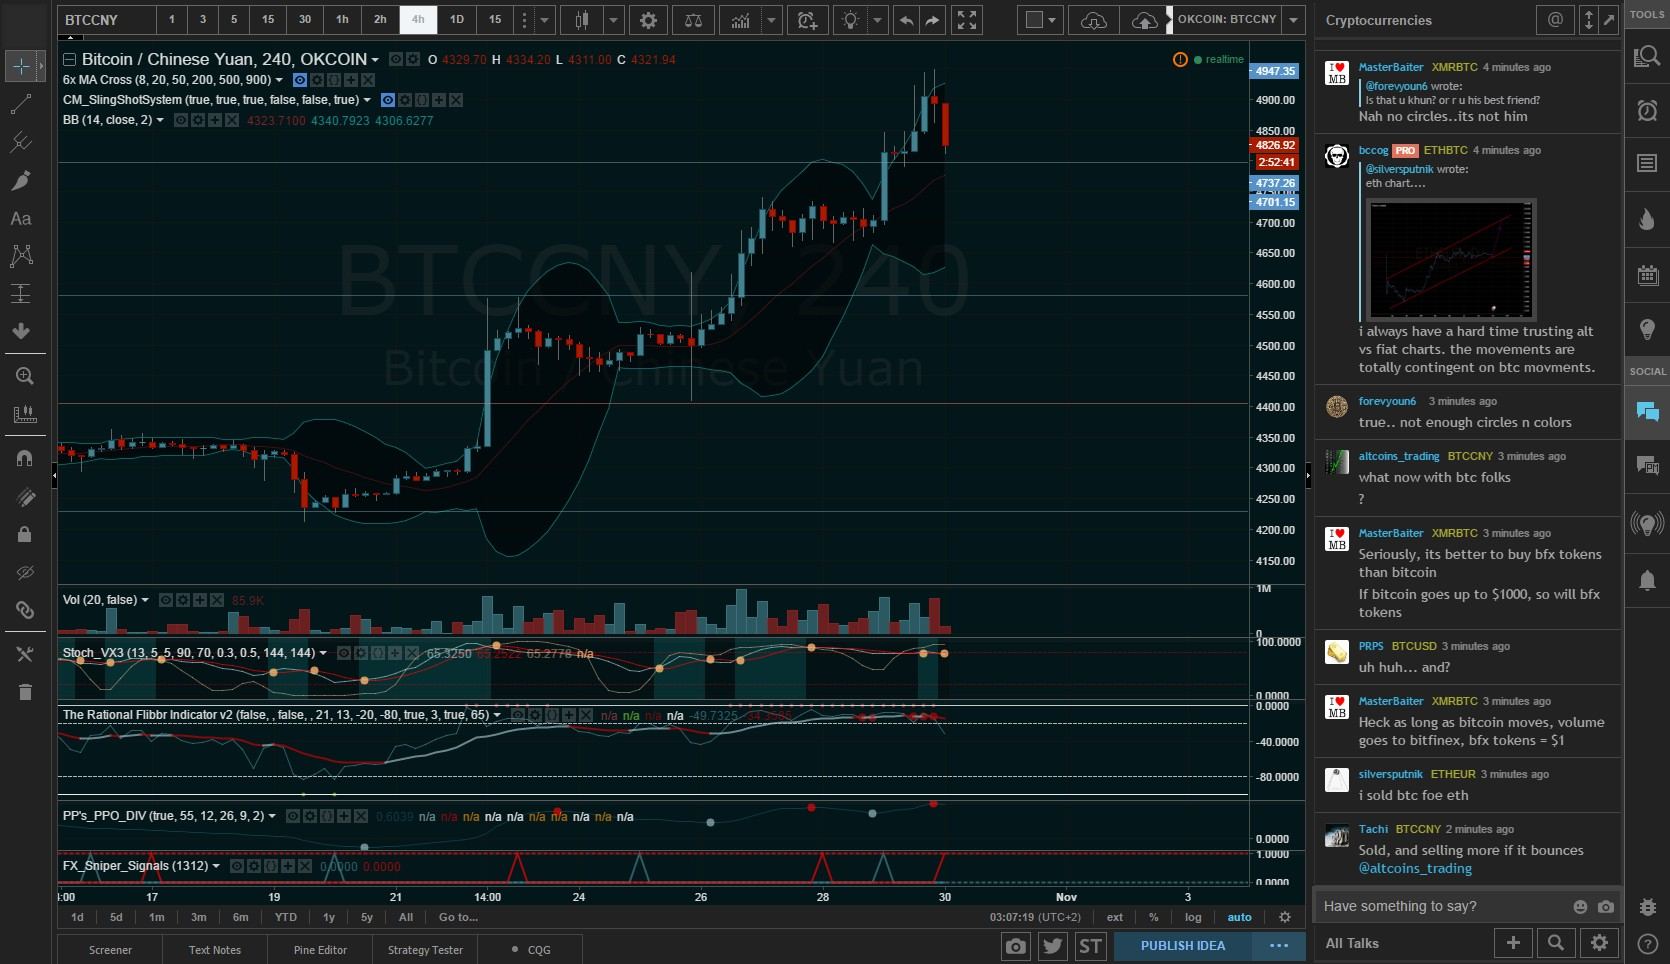 BTCCNY 1 3 5 15 30 1h 2h 4h 1D 15
OKCOIN: BTCCNY
Bitcoin / Chinese Yuan, 240, OKCOIN O 4329.70 H 4334.20 L 4311.00 C 4321.94
realtime
6x MA Cross (8, 20, 50, 200, 500, 900)
CM_SlingShotSystem (true, true, true, false, false, true)
BB (14, close, 2) 4323.7100 4340.7923 4306.6277
BTCCNY, 240
Bitcoin / Chinese Yuan
4947.35
4900.00
4850.00
4826.92
2:52:41
4737.26
4701.15
4700.00
4650.00
4600.00
4550.00
4500.00
4450.00
4400.00
4350.00
4300.00
4250.00
4200.00
4150.00
Vol (20, false) 85.9K
1M
0
Stoch_VX3 (13, 5, 5, 90, 70, 0.3, 0.5, 144, 144) 65.3250 65.2522 65.2778 n/a
100.0000
0.0000
The Rational Flibbr Indicator v2 (false, , false, , 21, 13, -20, -80, true, 3, true, 65) n/a n/a n/a n/a -49.7325
0.0000
-40.0000
-80.0000
PP's_PPO_DIV (true, 55, 12, 26, 9, 2) 0.6039 n/a n/a n/a n/a n/a n/a n/a n/a n/a n/a
0.0000
FX_Sniper_Signals (1312) 0.0000 0.0000
1.0000
0.0000
:00 17 19 21 14:00 24 26 28 30 Nov 3
1d 5d 1m 3m 6m YTD 1y 5y All Go to...
03:07:19 (UTC+2) ext % log auto
Screener Text Notes Pine Editor Strategy Tester CQG
ST PUBLISH IDEA ...
Cryptocurrencies @
MasterBaiter XMRBTC 4 minutes ago
I ♥ MB
@forevyoun6 wrote:
Is that u khun? or r u his best friend?
Nah no circles..its not him
bccog PRO ETHBTC 4 minutes ago
@silversputnik wrote:
eth chart....
i always have a hard time trusting alt
vs fiat charts. the movements are
totally contingent on btc movments.
forevyoun6 3 minutes ago
true.. not enough circles n colors
altcoins_trading BTCCNY 3 minutes ago
what now with btc folks
?
MasterBaiter XMRBTC 3 minutes ago
I ♥ MB
Seriously, its better to buy bfx tokens
than bitcoin
If bitcoin goes up to $1000, so will bfx
tokens
PRPS BTCUSD 3 minutes ago
uh huh... and?
MasterBaiter XMRBTC 3 minutes ago
I ♥ MB
Heck as long as bitcoin moves, volume
goes to bitfinex, bfx tokens = $1
silversputnik ETHEUR 3 minutes ago
i sold btc foe eth
Tachi BTCCNY 2 minutes ago
Sold, and selling more if it bounces
@altcoins_trading
Have something to say?
All Talks
TOOLS
SOCIAL
Aa